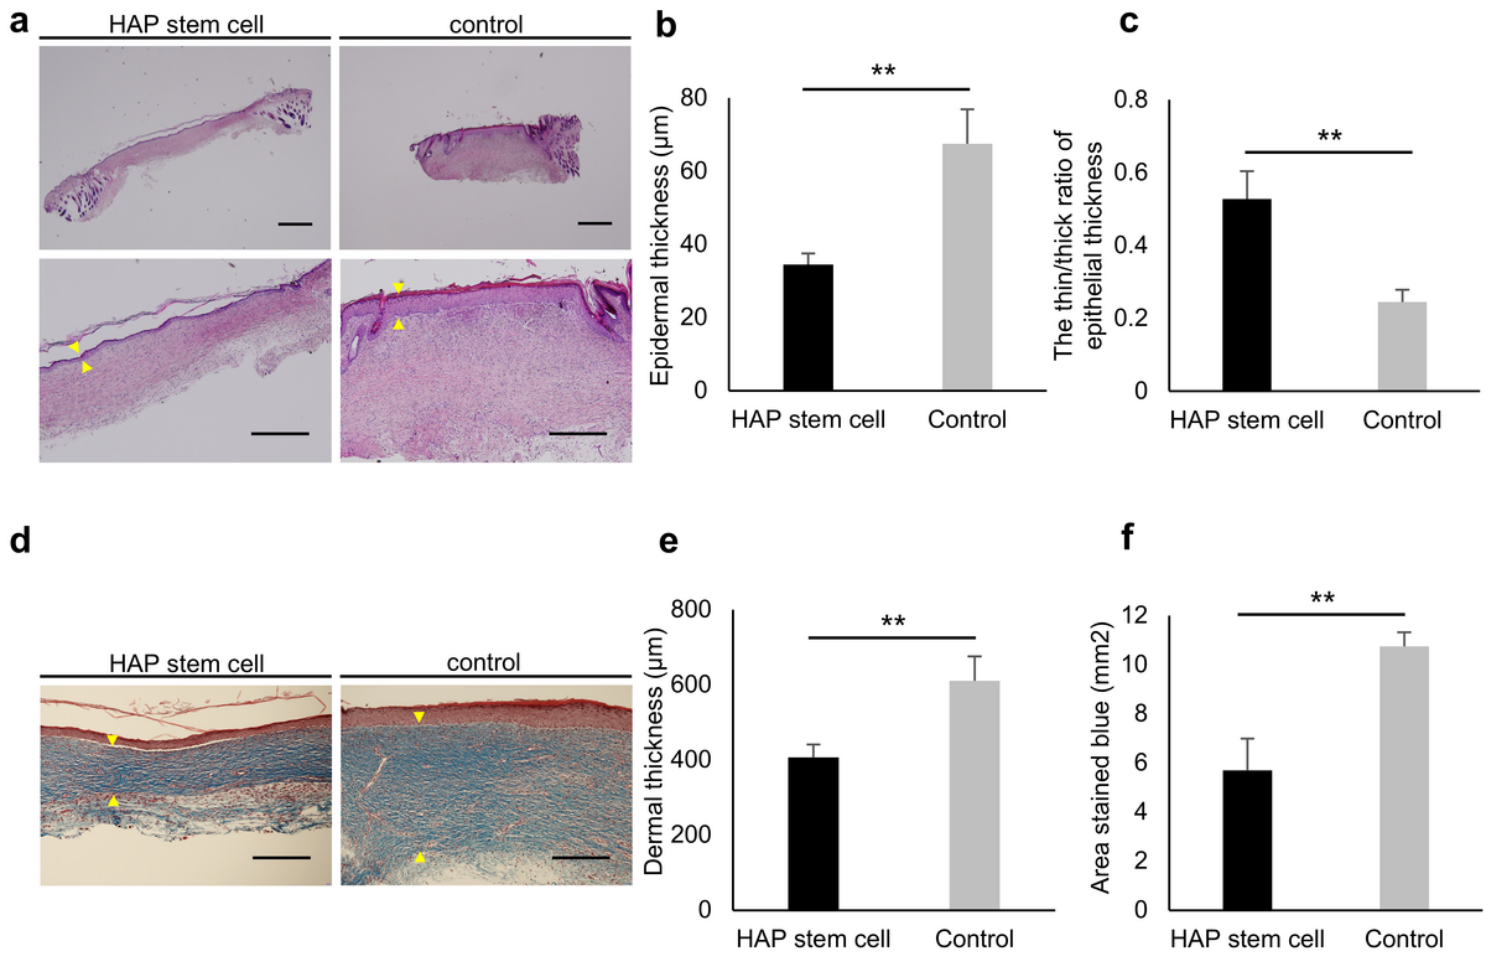 a
HAP stem cell
control
b
**
80
60
40
20
0
Epidermal thickness (µm)
HAP stem cell
Control
c
**
0.8
0.6
0.4
0.2
0
The thin/thick ratio of
epithelial thickness
HAP stem cell
Control
d
HAP stem cell
control
e
**
800
600
400
200
0
Dermal thickness (µm)
HAP stem cell
Control
f
**
12
10
8
6
4
2
0
Area stained blue (mm2)
HAP stem cell
Control